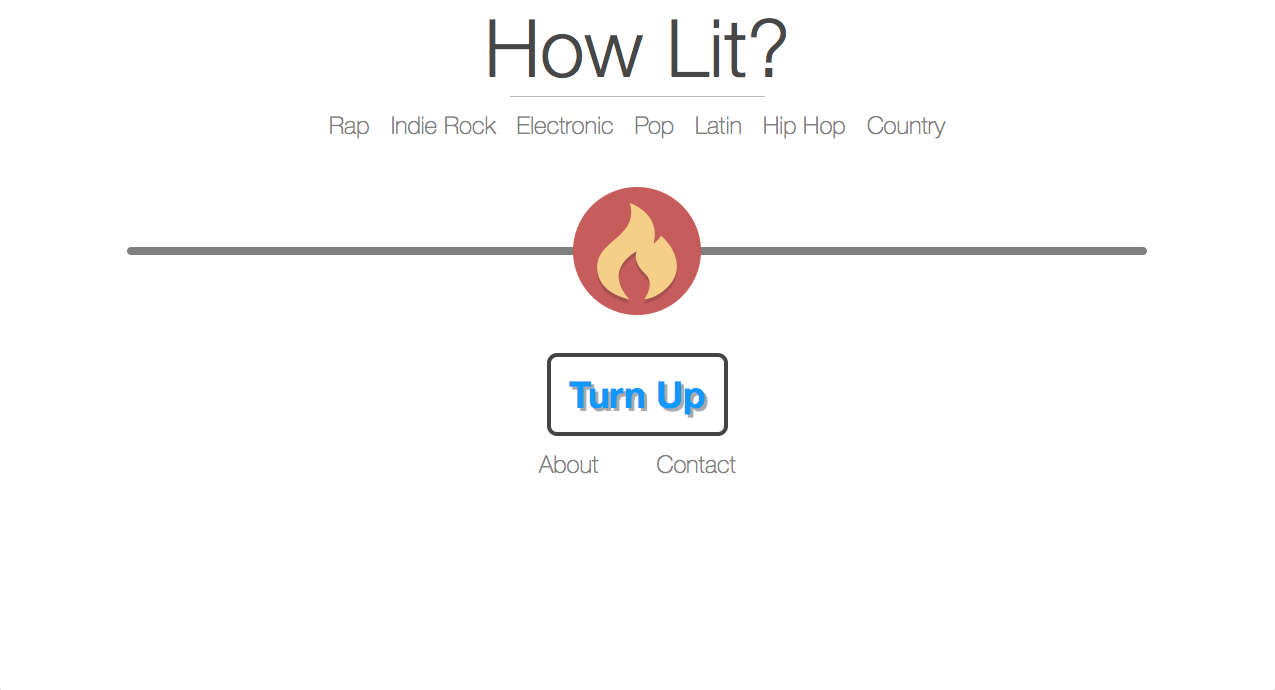 How Lit?
Rap Indie Rock Electronic Pop Latin Hip Hop Country
Turn Up
About Contact